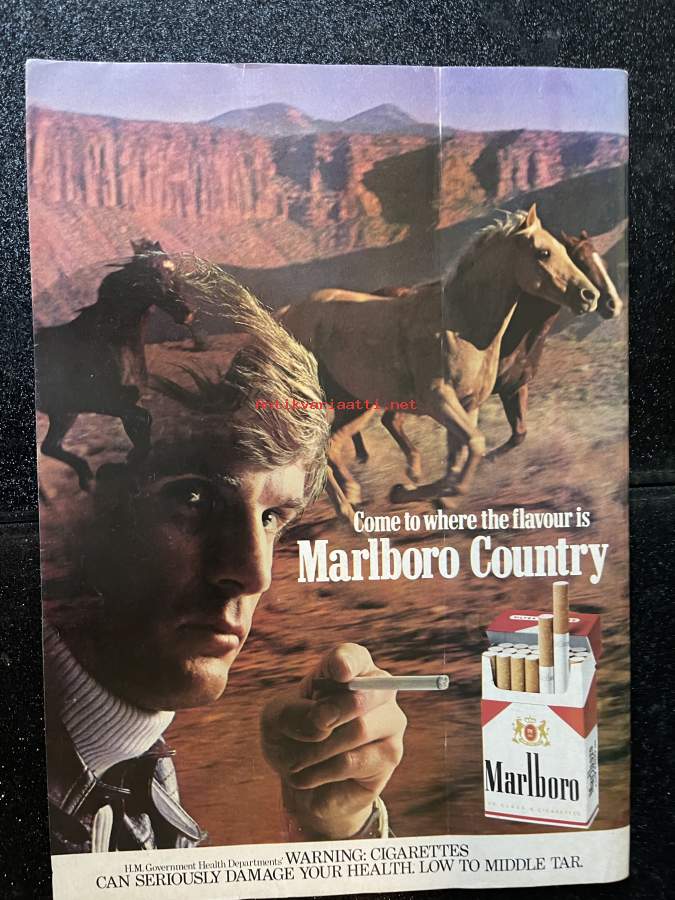 Antikvariaatti.net
Come to where the flavour is
Marlboro Country
Marlboro
H.M. Government Health Departments' WARNING: CIGARETTES
CAN SERIOUSLY DAMAGE YOUR HEALTH. LOW TO MIDDLE TAR.